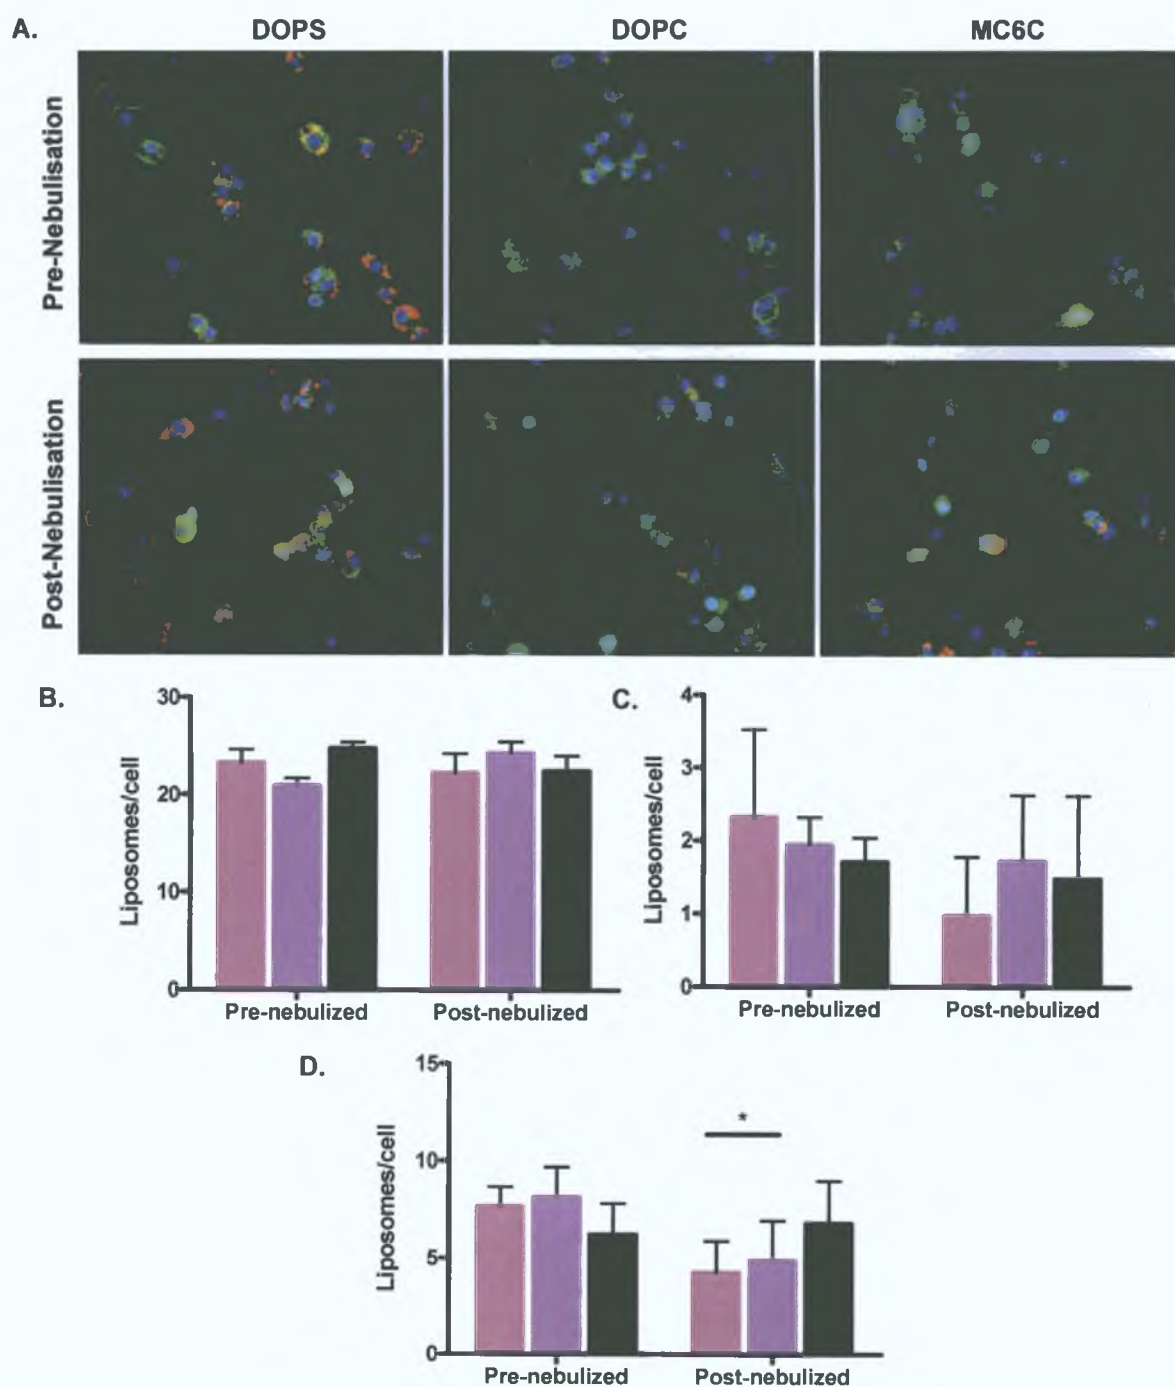 A.
DOPS DOPC MC6C
Pre-Nebulisation
Post-Nebulisation
B.
30
20
10
0
Liposomes/cell
Pre-nebulized Post-nebulized
C.
4
3
2
1
0
Liposomes/cell
Pre-nebulized Post-nebulized
D.
15
10
5
0
Liposomes/cell
*
Pre-nebulized Post-nebulized